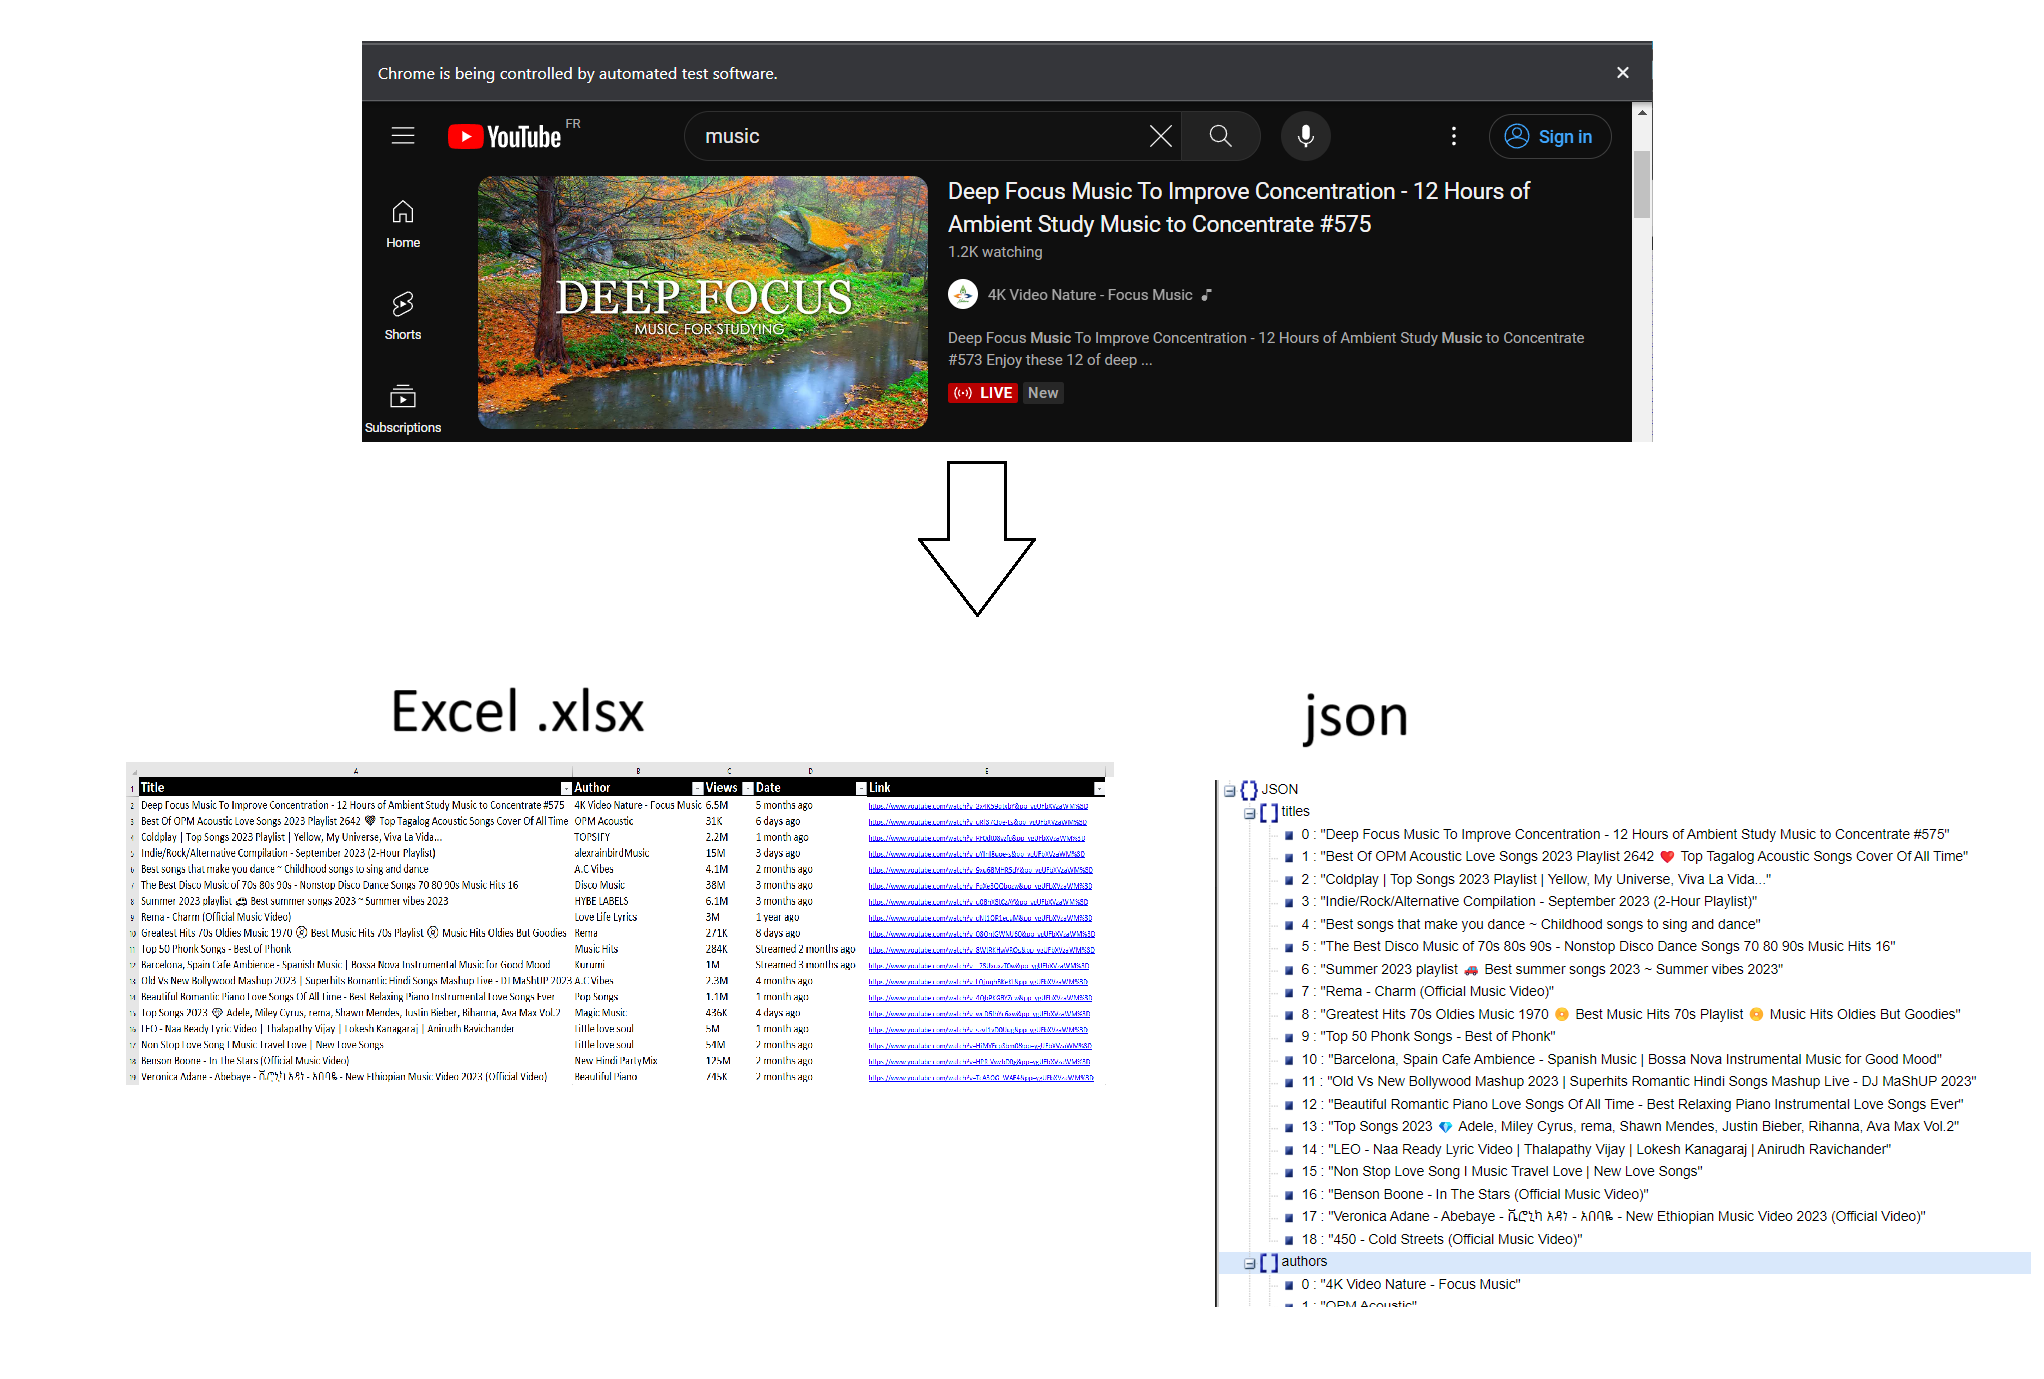 Chrome is being controlled by automated test software.
YouTube FR
music
Sign in
Home
Shorts
Subscriptions
DEEP FOCUS
MUSIC FOR STUDYING
Deep Focus Music To Improve Concentration - 12 Hours of
Ambient Study Music to Concentrate #575
1.2K watching
4K Video Nature - Focus Music
Deep Focus Music To Improve Concentration - 12 Hours of Ambient Study Music to Concentrate
#573 Enjoy these 12 of deep ...
LIVE New
Excel .xlsx
A B C D E
1 Title Author Views Date Link
2 Deep Focus Music To Improve Concentration - 12 Hours of Ambient Study Music to Concentrate #575 4K Video Nature - Focus Music 6.5M 5 months ago
3 Best Of OPM Acoustic Love Songs 2023 Playlist 2642 Top Tagalog Acoustic Songs Cover Of All Time OPM Acoustic 31K 6 days ago
4 Coldplay | Top Songs 2023 Playlist | Yellow, My Universe, Viva La Vida... TOPSIFY 2.2M 1 month ago
5 Indie/Rock/Alternative Compilation - September 2023 (2-Hour Playlist) alexrainbirdMusic 15M 3 days ago
6 Best songs that make you dance ~ Childhood songs to sing and dance A.C Vibes 4.1M 2 months ago
7 The Best Disco Music of 70s 80s 90s - Nonstop Disco Dance Songs 70 80 90s Music Hits 16 Disco Music 38M 3 months ago
8 Summer 2023 playlist 🚗 Best summer songs 2023 ~ Summer vibes 2023 HYBE LABELS 6.1M 3 months ago
9 Rema - Charm (Official Music Video) Love Life Lyrics 3M 1 year ago
10 Greatest Hits 70s Oldies Music 1970 Best Music Hits 70s Playlist Music Hits Oldies But Goodies Rema 271K 8 days ago
11 Top 50 Phonk Songs - Best of Phonk Music Hits 284K Streamed 2 months ago
12 Barcelona, Spain Cafe Ambience - Spanish Music | Bossa Nova Instrumental Music for Good Mood Kurumi 1M Streamed 3 months ago
13 Old Vs New Bollywood Mashup 2023 | Superhits Romantic Hindi Songs Mashup Live - DJ MaShUP 2023 A.C Vibes 2.3M 4 months ago
14 Beautiful Romantic Piano Love Songs Of All Time - Best Relaxing Piano Instrumental Love Songs Ever Pop Songs 1.1M 1 month ago
15 Top Songs 2023 💎 Adele, Miley Cyrus, rema, Shawn Mendes, Justin Bieber, Rihanna, Ava Max Vol.2 Magic Music 436K 4 days ago
16 LEO - Naa Ready Lyric Video | Thalapathy Vijay | Lokesh Kanagaraj | Anirudh Ravichander Little love soul 5M 1 month ago
17 Non Stop Love Song I Music Travel Love | New Love Songs Little love soul 54M 2 months ago
18 Benson Boone - In The Stars (Official Music Video) New Hindi PartyMix 125M 2 months ago
19 Veronica Adane - Abebaye - ቬሮኒካ አዳነ - አበባዬ - New Ethiopian Music Video 2023 (Official Video) Beautiful Piano 745K 2 months ago
json
JSON
titles
0 : "Deep Focus Music To Improve Concentration - 12 Hours of Ambient Study Music to Concentrate #575"
1 : "Best Of OPM Acoustic Love Songs 2023 Playlist 2642 ❤️ Top Tagalog Acoustic Songs Cover Of All Time"
2 : "Coldplay | Top Songs 2023 Playlist | Yellow, My Universe, Viva La Vida..."
3 : "Indie/Rock/Alternative Compilation - September 2023 (2-Hour Playlist)"
4 : "Best songs that make you dance ~ Childhood songs to sing and dance"
5 : "The Best Disco Music of 70s 80s 90s - Nonstop Disco Dance Songs 70 80 90s Music Hits 16"
6 : "Summer 2023 playlist 🚗 Best summer songs 2023 ~ Summer vibes 2023"
7 : "Rema - Charm (Official Music Video)"
8 : "Greatest Hits 70s Oldies Music 1970 📀 Best Music Hits 70s Playlist 📀 Music Hits Oldies But Goodies"
9 : "Top 50 Phonk Songs - Best of Phonk"
10 : "Barcelona, Spain Cafe Ambience - Spanish Music | Bossa Nova Instrumental Music for Good Mood"
11 : "Old Vs New Bollywood Mashup 2023 | Superhits Romantic Hindi Songs Mashup Live - DJ MaShUP 2023"
12 : "Beautiful Romantic Piano Love Songs Of All Time - Best Relaxing Piano Instrumental Love Songs Ever"
13 : "Top Songs 2023 💎 Adele, Miley Cyrus, rema, Shawn Mendes, Justin Bieber, Rihanna, Ava Max Vol.2"
14 : "LEO - Naa Ready Lyric Video | Thalapathy Vijay | Lokesh Kanagaraj | Anirudh Ravichander"
15 : "Non Stop Love Song I Music Travel Love | New Love Songs"
16 : "Benson Boone - In The Stars (Official Music Video)"
17 : "Veronica Adane - Abebaye - ቬሮኒካ አዳነ - አበባዬ - New Ethiopian Music Video 2023 (Official Video)"
18 : "450 - Cold Streets (Official Music Video)"
authors
0 : "4K Video Nature - Focus Music"
1 : "OPM Acoustic"